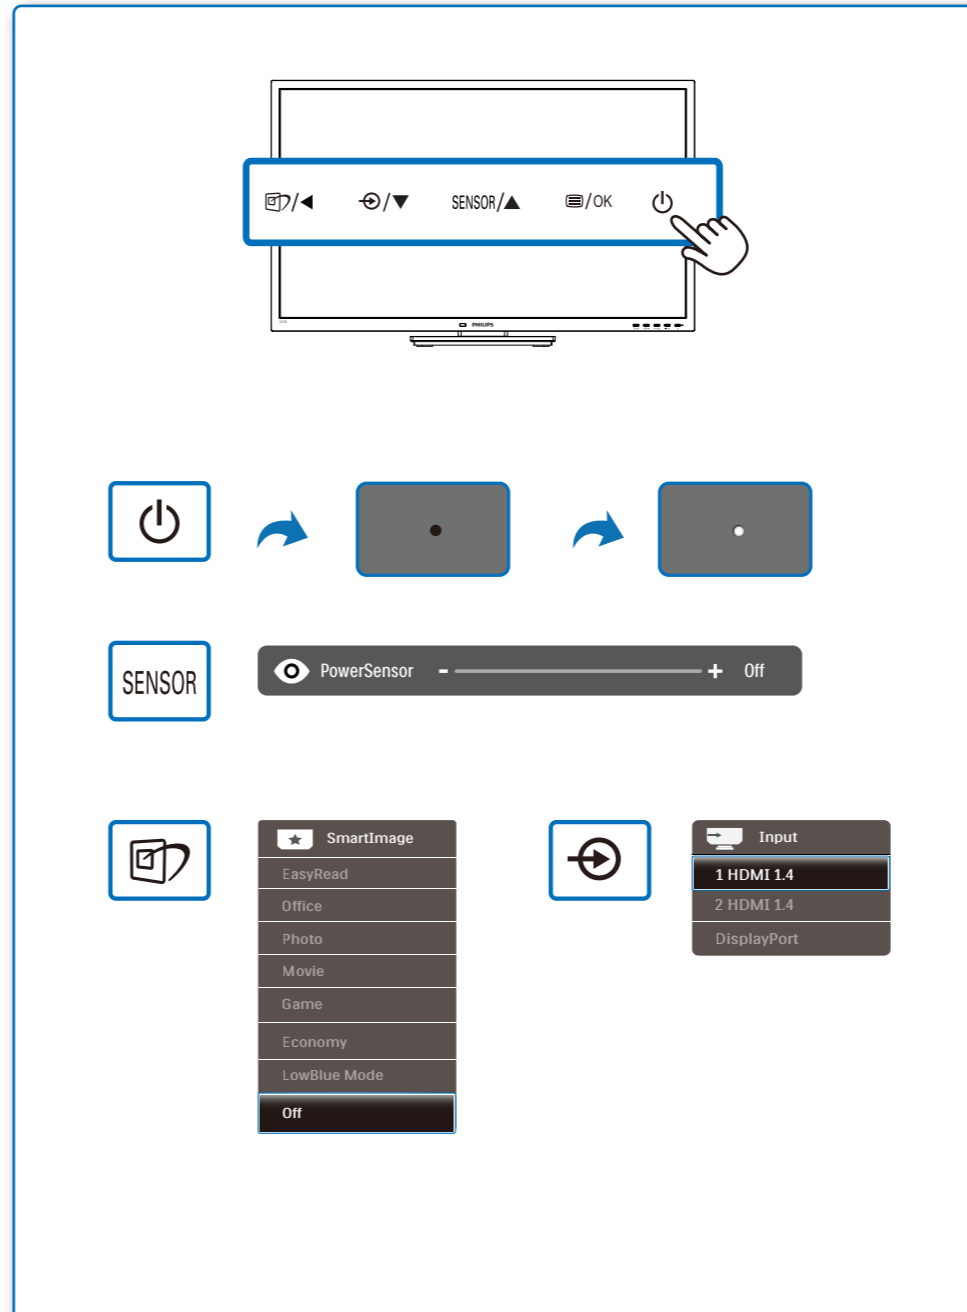 /◀ /▼ SENSOR/▲ /OK
PHILIPS
SENSOR
PowerSensor - + Off
SmartImage
EasyRead
Office
Photo
Movie
Game
Economy
LowBlue Mode
Off
Input
1 HDMI 1.4
2 HDMI 1.4
DisplayPort